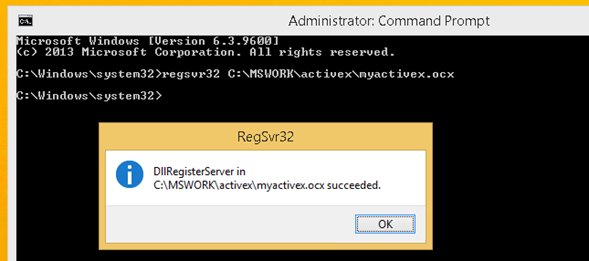 Administrator: Command Prompt
Microsoft Windows [Version 6.3.9600]
(c) 2013 Microsoft Corporation. All rights reserved.
C:\Windows\system32>regsvr32 C:\MSWORK\activex\myactivex.ocx
C:\Windows\system32>
RegSvr32
DllRegisterServer in
C:\MSWORK\activex\myactivex.ocx succeeded.
OK